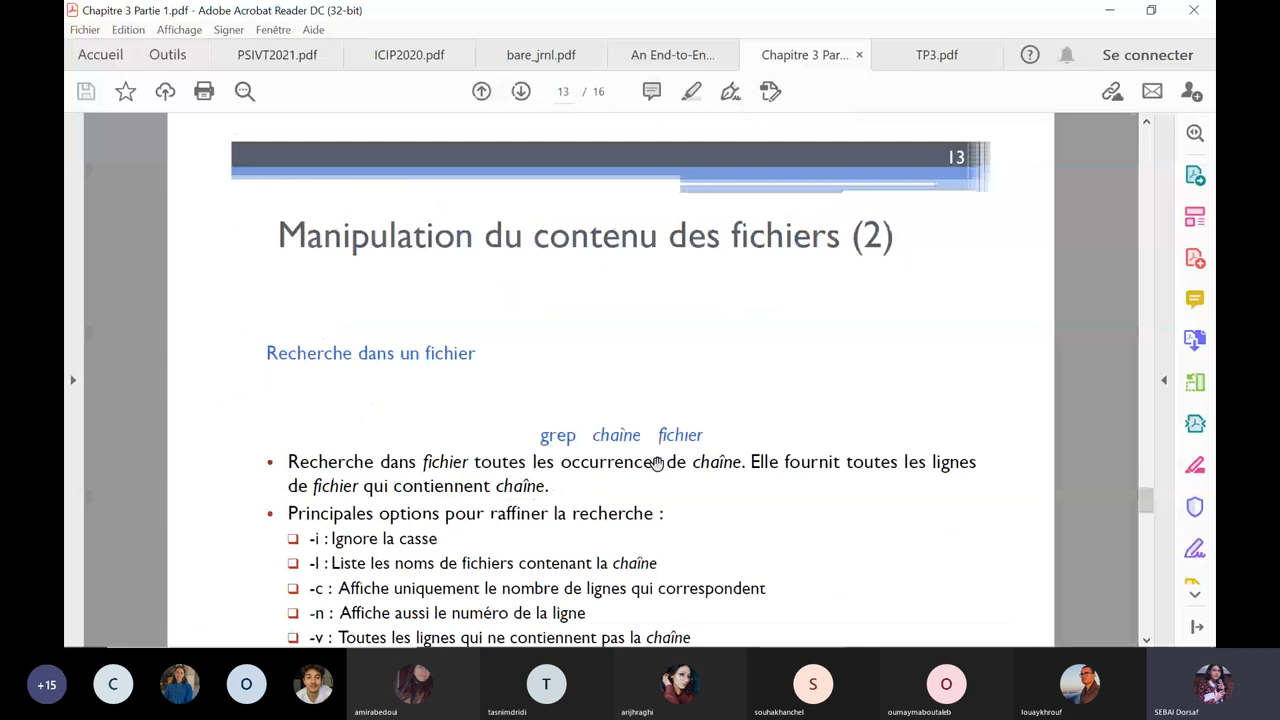 Chapitre 3 Partie 1.pdf - Adobe Acrobat Reader DC (32-bit)
Fichier Edition Affichage Signer Fenêtre Aide
Accueil Outils PSIVT2021.pdf ICIP2020.pdf bare_jrnl.pdf An End-to-En... Chapitre 3 Par... × TP3.pdf Se connecter
13 / 16
13
Manipulation du contenu des fichiers (2)
Recherche dans un fichier
grep chaîne fichier
• Recherche dans fichier toutes les occurrences de chaîne. Elle fournit toutes les lignes
de fichier qui contiennent chaîne.
• Principales options pour raffiner la recherche :
-i : Ignore la casse
-l : Liste les noms de fichiers contenant la chaîne
-c : Affiche uniquement le nombre de lignes qui correspondent
-n : Affiche aussi le numéro de la ligne
-v : Toutes les lignes qui ne contiennent pas la chaîne
+15 C O T S O
amirabedoui tasnimdridi arijhraghi souhakhanchel oumaymaboutaleb louaykhrouf SEBAI Dorsaf